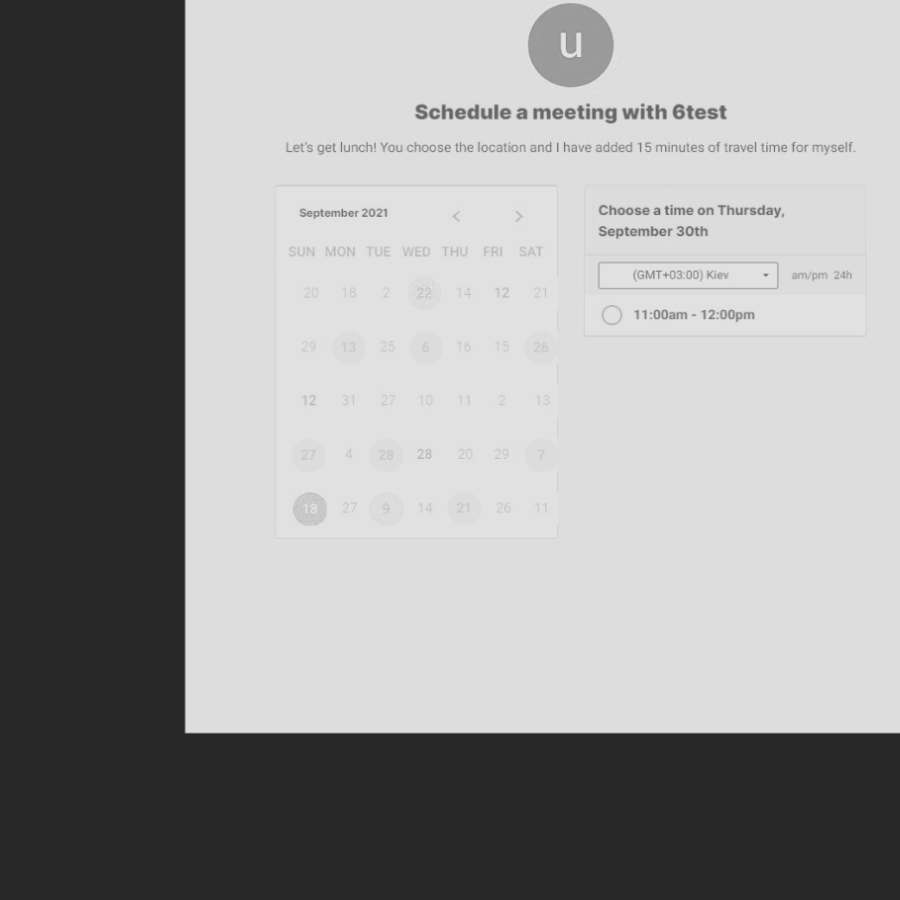 u
Schedule a meeting with 6test
Let's get lunch! You choose the location and I have added 15 minutes of travel time for myself.
September 2021 < >
SUN MON TUE WED THU FRI SAT
20 18 2 22 14 12 21
29 13 25 6 16 15 26
12 31 27 10 11 2 13
27 4 28 28 20 29 7
18 27 9 14 21 26 11
Choose a time on Thursday,
September 30th
(GMT+03:00) Kiev am/pm 24h
11:00am - 12:00pm